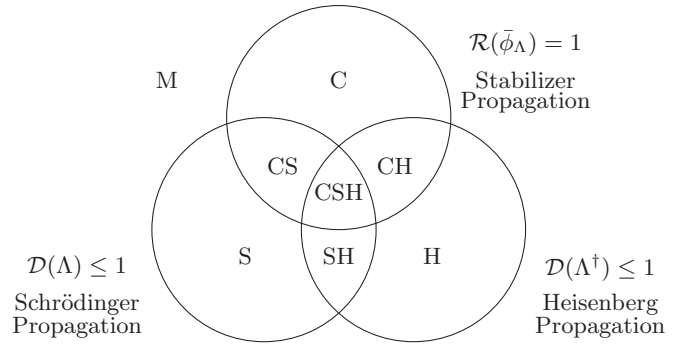 M
C
𝓡(ϕ̄_Λ) = 1
Stabilizer
Propagation
CS
CH
CSH
S
SH
H
𝒟(Λ) ≤ 1
Schrödinger
Propagation
𝒟(Λ†) ≤ 1
Heisenberg
Propagation